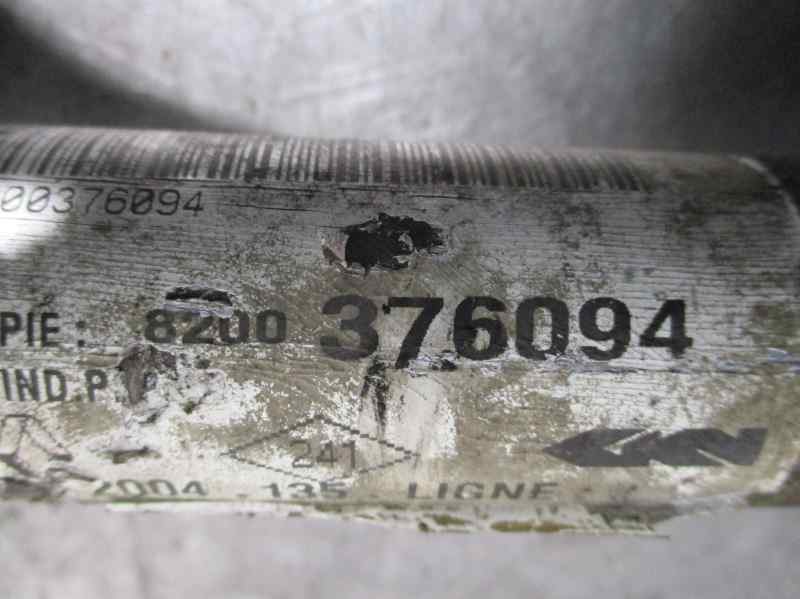 00376094
PIE: 8200 376094
IND.P.
241
2004 135 LIGNE